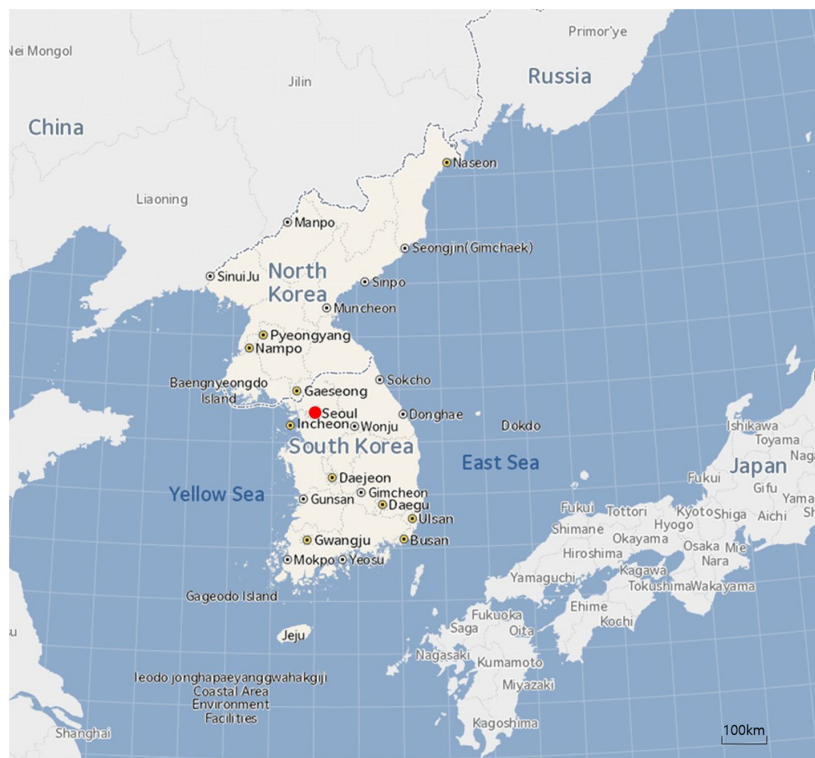 Primor'ye
Nei Mongol
Russia
Jilin
China
Naseon
Liaoning
Manpo
Seongjin(Gimchaek)
North
Korea
SinuiJu
Sinpo
Muncheon
Pyeongyang
Nampo
Sokcho
Baengnyeongdo
Island
Gaeseong
Seoul
Donghae
Incheon
Wonju
Dokdo
Ishikawa
Toyama
South Korea
Naga
East Sea
Japan
Daejeon
Fukui
Gifu
Yellow Sea
Gimcheon
Gunsan
Yama
Daegu
Fukui
Tottori
Kyoto
Shiga
Aichi
Sh
Ulsan
Hyogo
Shimane
Gwangju
Busan
Okayama
Osaka
Mie
Hiroshima
Nara
Mokpo
Yeosu
Kagawa
Yamaguchi
Tokushima
Wakayama
Gageodo Island
Ehime
Fukuoka
Kochi
su
Jeju
Saga
Oita
Nagasaki
Kumamoto
Ieodo jonghapaeyanggwahakgiji
Coastal Area
Environment
Facilities
Miyazaki
Kagoshima
Shanghai
100km